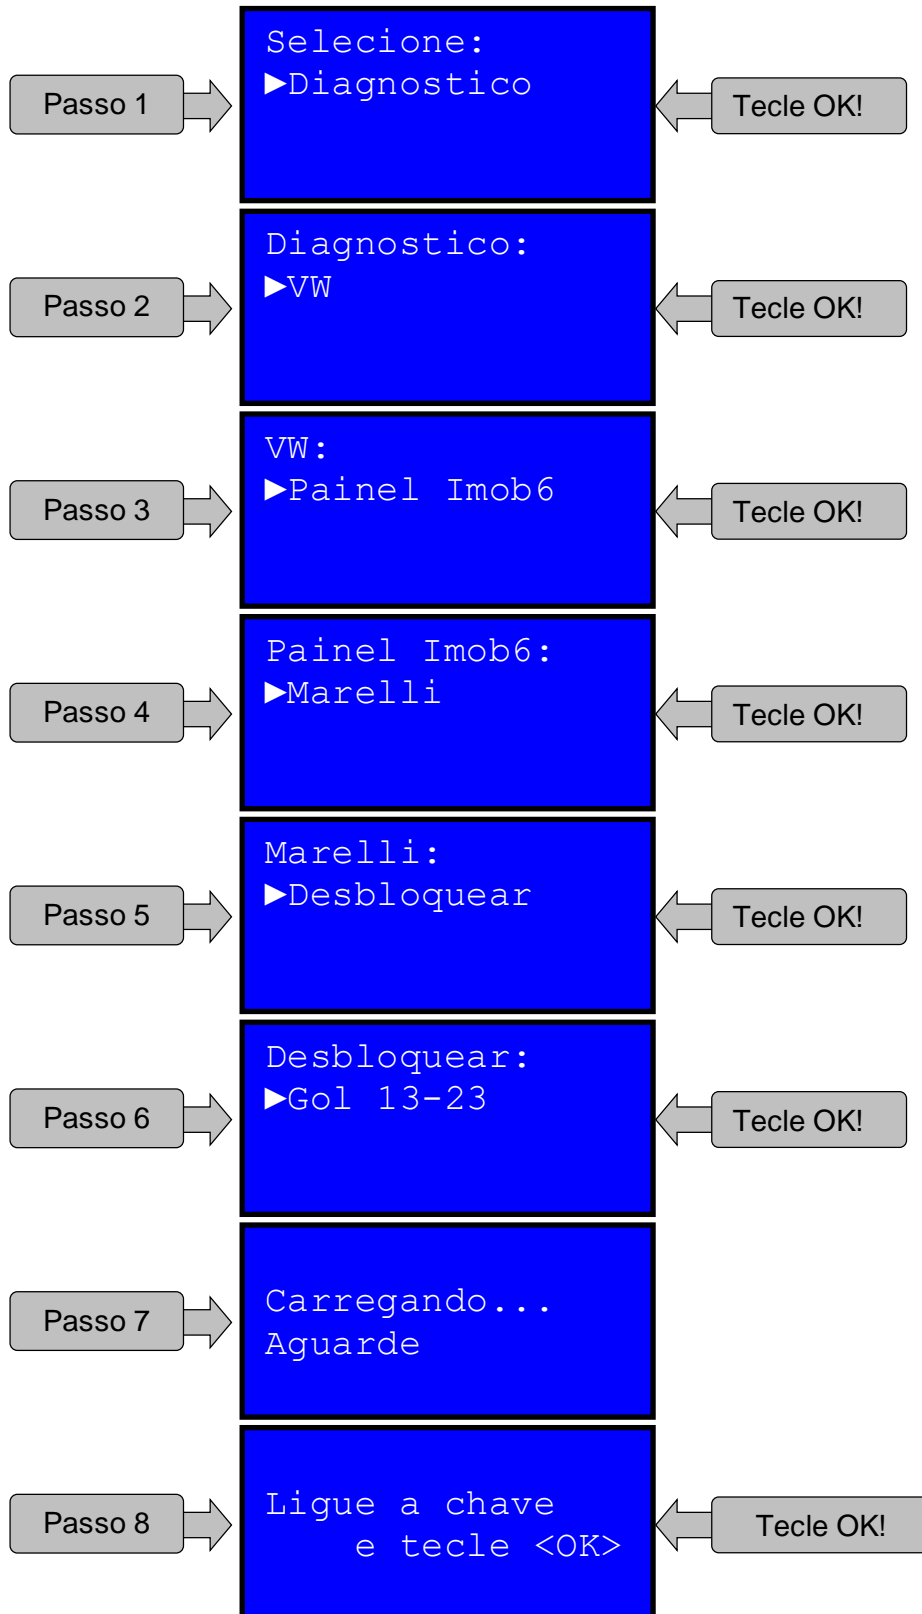 Passo 1
Selecione:
►Diagnostico
Tecle OK!
Passo 2
Diagnostico:
►VW
Tecle OK!
Passo 3
VW:
►Painel Imob6
Tecle OK!
Passo 4
Painel Imob6:
►Marelli
Tecle OK!
Passo 5
Marelli:
►Desbloquear
Tecle OK!
Passo 6
Desbloquear:
►Gol 13-23
Tecle OK!
Passo 7
Carregando...
Aguarde
Passo 8
Ligue a chave
e tecle <OK>
Tecle OK!